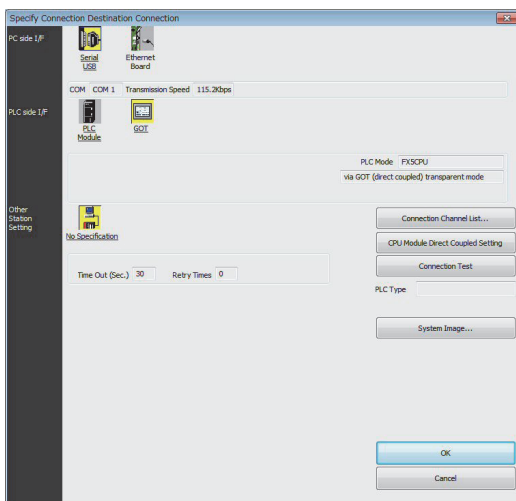 Specify Connection Destination Connection
PC side I/F
Serial
USB
Ethernet
Board
COM COM 1 Transmission Speed 115.2Kbps
PLC side I/F
PLC
Module
GOT
PLC Mode FX5CPU
via GOT (direct coupled) transparent mode
Other
Station
Setting
No Specification
Time Out (Sec.) 30 Retry Times 0
Connection Channel List...
CPU Module Direct Coupled Setting
Connection Test
PLC Type
System Image...
OK
Cancel